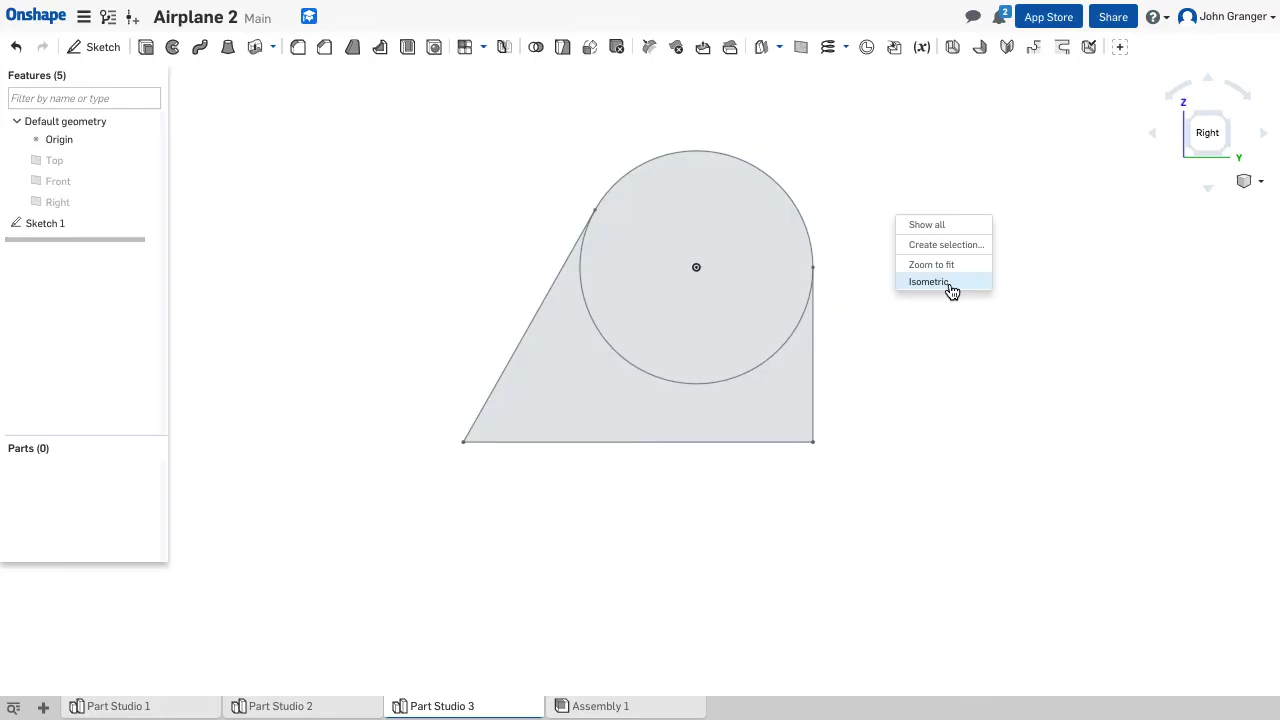 Onshape
Airplane 2 Main
2
App Store
Share
John Granger
Sketch
(x)
Features (5)
Filter by name or type
Default geometry
Origin
Top
Front
Right
Sketch 1
Parts (0)
Z
Right
Y
Show all
Create selection...
Zoom to fit
Isometric
Part Studio 1
Part Studio 2
Part Studio 3
Assembly 1